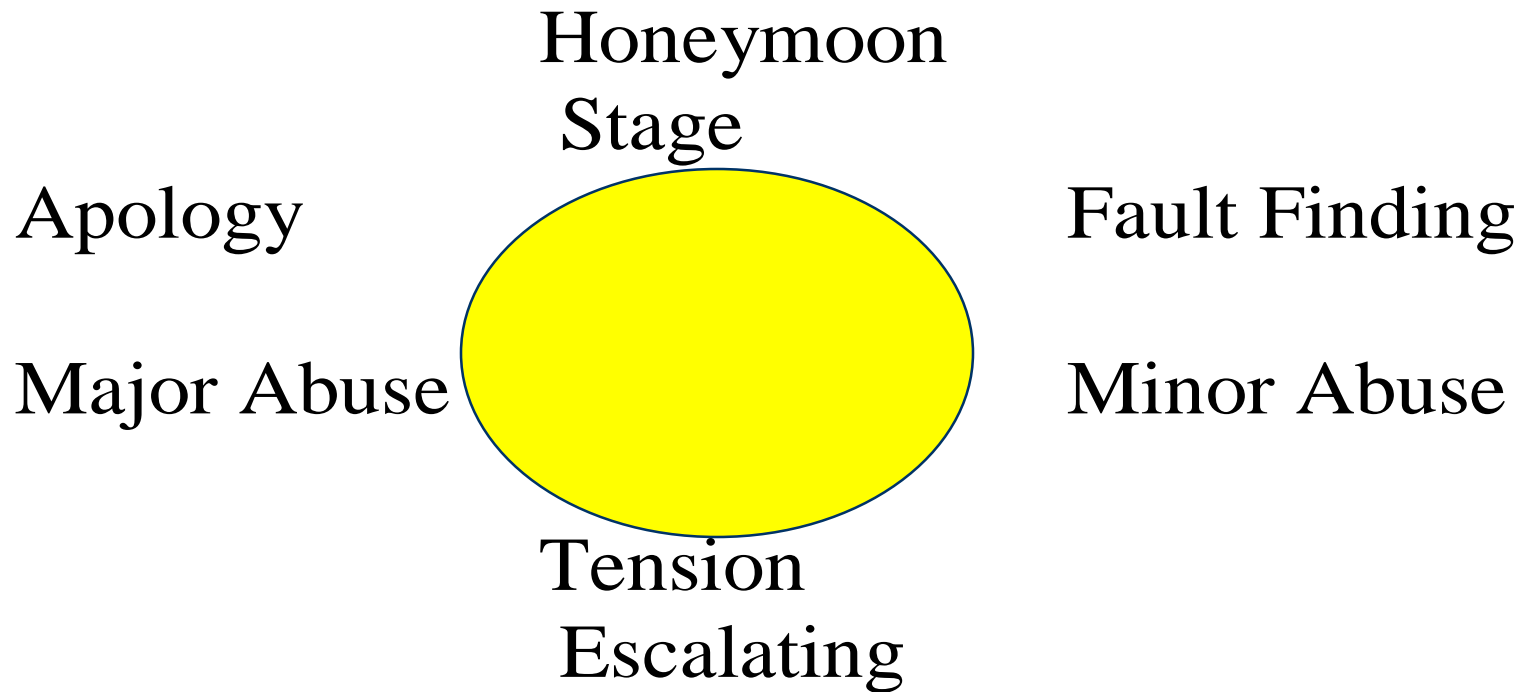 Honeymoon
Stage
Apology
Fault Finding
Major Abuse
Minor Abuse
Tension
Escalating